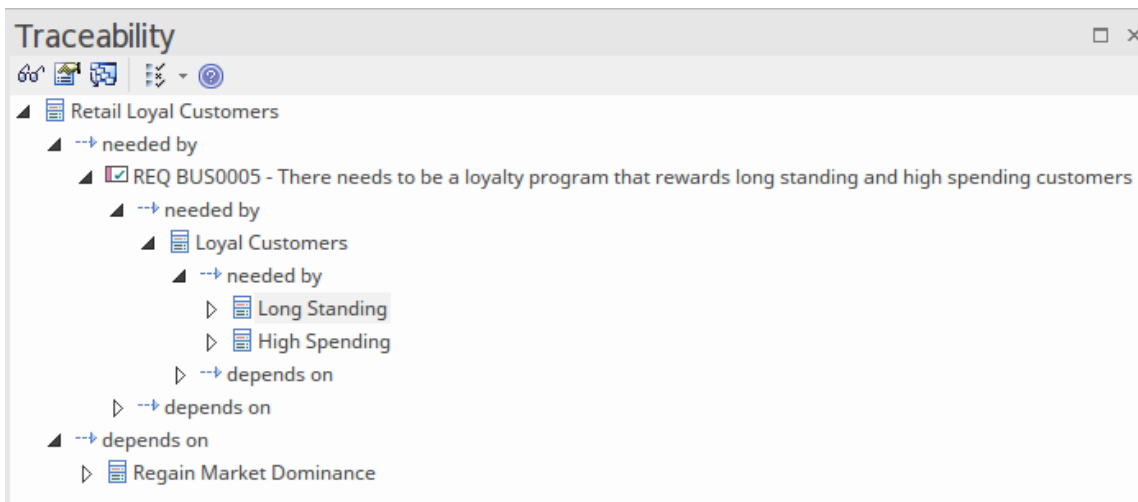 Traceability
Retail Loyal Customers
needed by
REQ BUS0005 - There needs to be a loyalty program that rewards long standing and high spending customers
needed by
Loyal Customers
needed by
Long Standing
High Spending
depends on
depends on
depends on
Regain Market Dominance